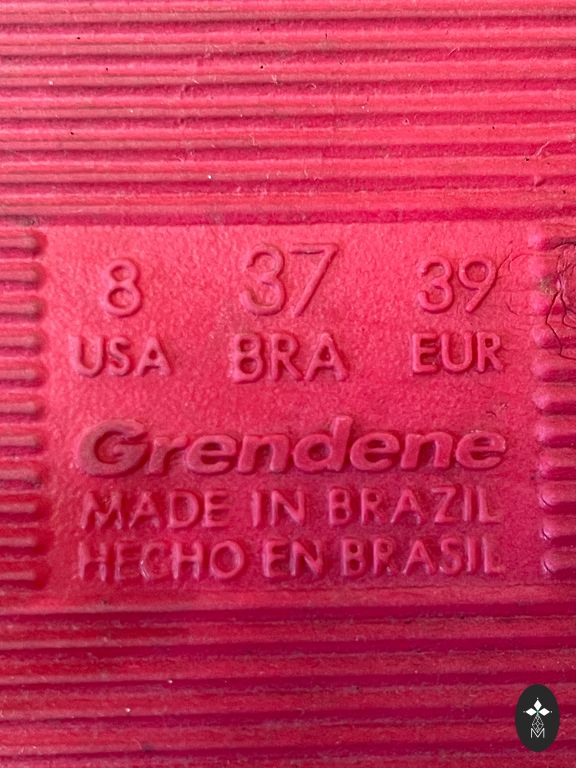 8 37 39
USA BRA EUR
Grendene
MADE IN BRAZIL
HECHO EN BRASIL
M